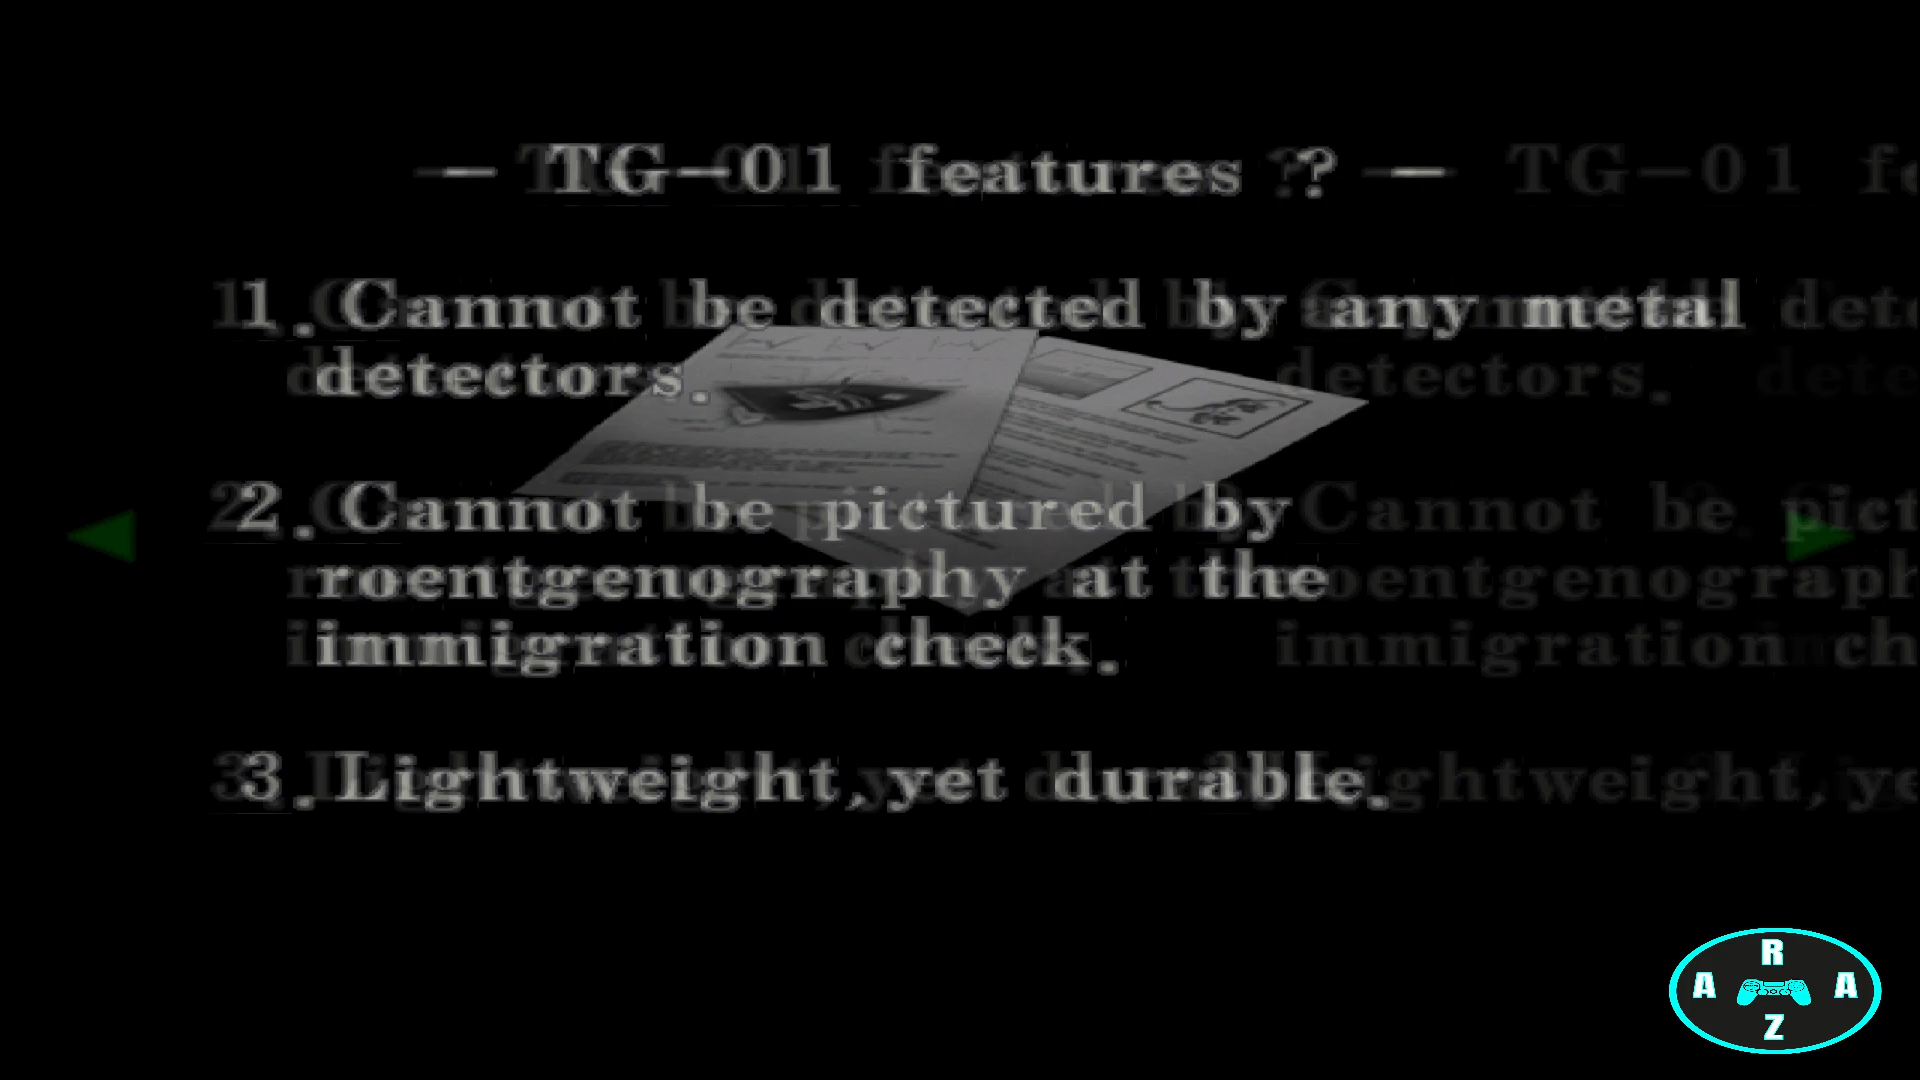 — TG-01 features ? —
1. Cannot be detected by any metal
detectors.
2. Cannot be pictured by
roentgenography at the
immigration check.
3. Lightweight, yet durable.
R
A A
Z